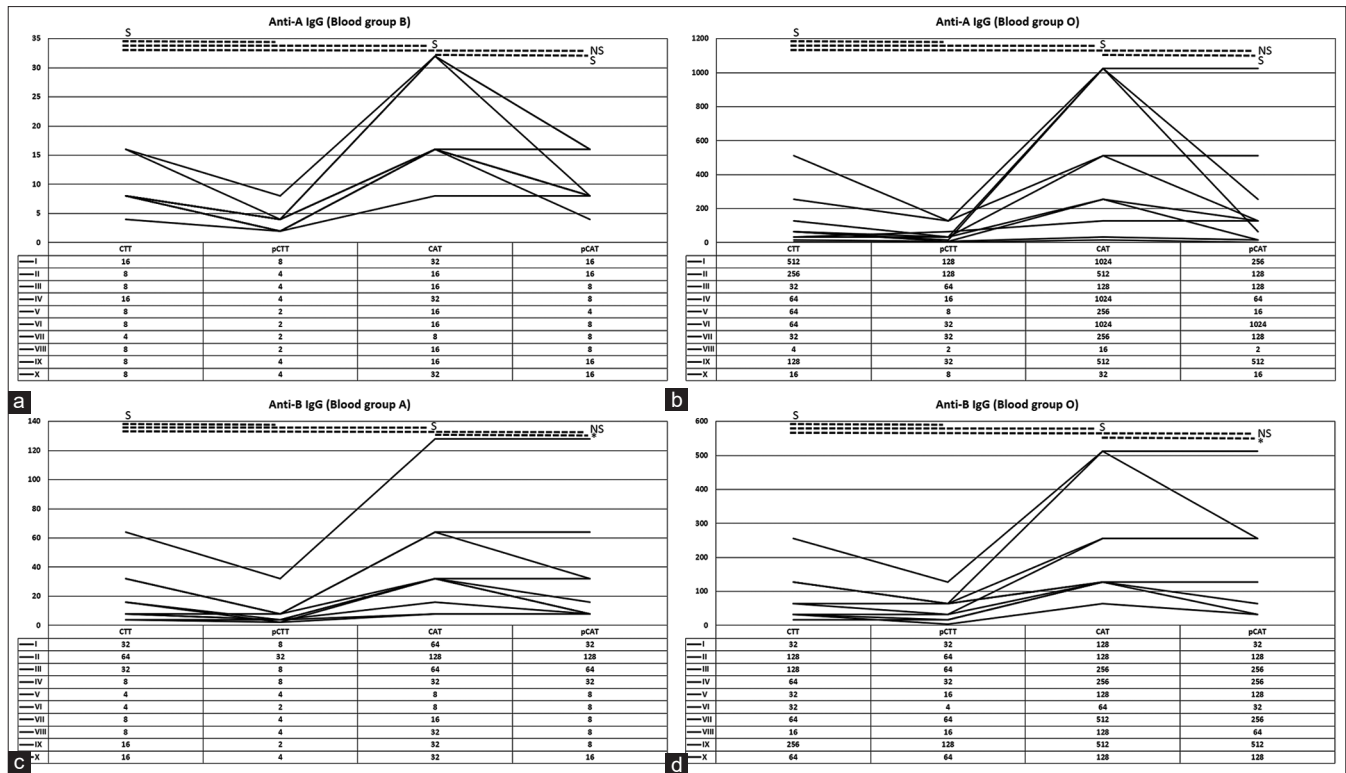 Anti-A IgG (Blood group B)
S
S
NS
S
35
30
25
20
15
10
5
0
CTT pCTT CAT pCAT
I 16 8 32 16
II 8 4 16 16
III 8 4 16 8
IV 16 4 32 8
V 8 2 16 4
VI 8 2 16 8
VII 4 2 8 8
VIII 8 2 16 8
IX 8 4 16 16
X 8 4 32 16
a
Anti-A IgG (Blood group O)
S
S
NS
S
1200
1000
800
600
400
200
0
CTT pCTT CAT pCAT
I 512 128 1024 256
II 256 128 512 128
III 32 64 128 128
IV 64 16 1024 64
V 64 8 256 16
VI 64 32 1024 1024
VII 32 32 256 128
VIII 4 2 16 2
IX 128 32 512 512
X 16 8 32 16
b
Anti-B IgG (Blood group A)
S
S
NS
*
140
120
100
80
60
40
20
0
CTT pCTT CAT pCAT
I 32 8 64 32
II 64 32 128 128
III 32 8 64 64
IV 8 8 32 32
V 4 4 8 8
VI 4 2 8 8
VII 8 4 16 8
VIII 8 4 32 8
IX 16 2 32 8
X 16 4 32 16
c
Anti-B IgG (Blood group O)
S
S
NS
*
600
500
400
300
200
100
0
CTT pCTT CAT pCAT
I 32 32 128 32
II 128 64 128 128
III 128 64 256 256
IV 64 32 256 256
V 32 16 128 128
VI 32 4 64 32
VII 64 64 512 256
VIII 16 16 128 64
IX 256 128 512 512
X 64 64 128 128
d